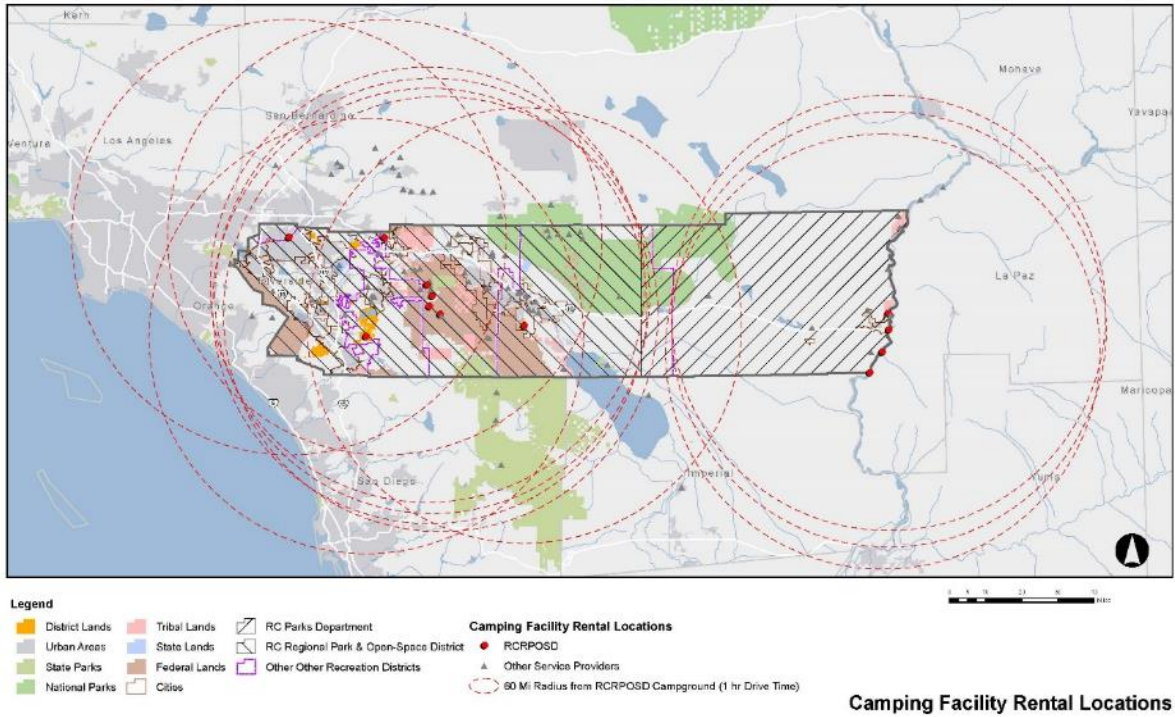 Kern
Mohave
Yavapai
San Bernardino
Los Angeles
Ventura
La Paz
Riverside
Orange
Maricopa
San Diego
Imperial
Yuma
Legend
District Lands
Urban Areas
State Parks
National Parks
Tribal Lands
State Lands
Federal Lands
Cities
RC Parks Department
RC Regional Park & Open-Space District
Other Other Recreation Districts
Camping Facility Rental Locations
RCRPOSD
Other Service Providers
60 Mi Radius from RCRPOSD Campground (1 hr Drive Time)
Miles
Camping Facility Rental Locations